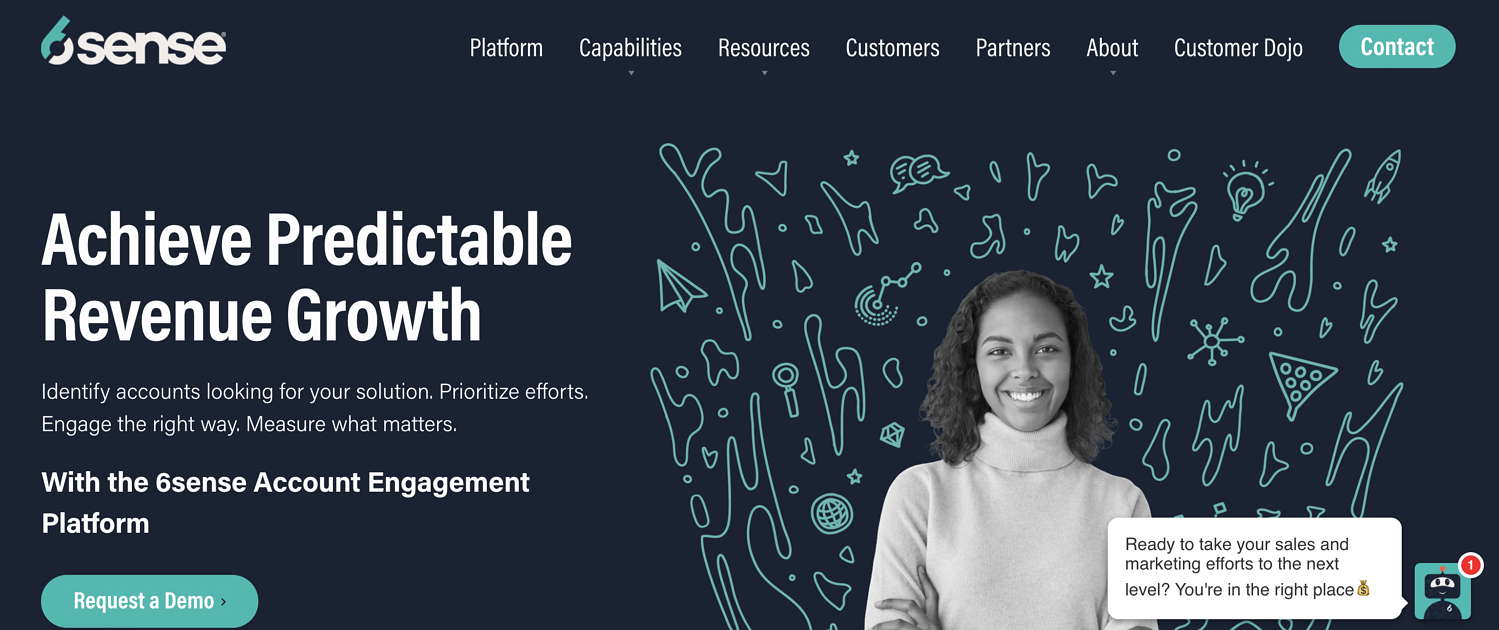 6sense®
Platform
Capabilities
Resources
Customers
Partners
About
Customer Dojo
Contact
Achieve Predictable
Revenue Growth
Identify accounts looking for your solution. Prioritize efforts.
Engage the right way. Measure what matters.
With the 6sense Account Engagement
Platform
Request a Demo ›
Ready to take your sales and
marketing efforts to the next
level? You're in the right place💰
1
6